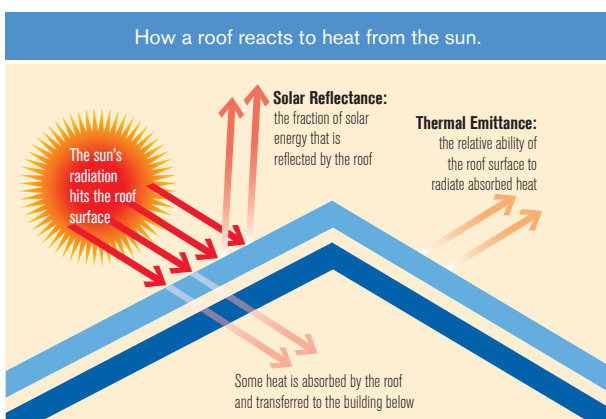 How a roof reacts to heat from the sun.
The sun's
radiation
hits the roof
surface
Solar Reflectance:
the fraction of solar
energy that is
reflected by the roof
Thermal Emittance:
the relative ability of
the roof surface to
radiate absorbed heat
Some heat is absorbed by the roof
and transferred to the building below